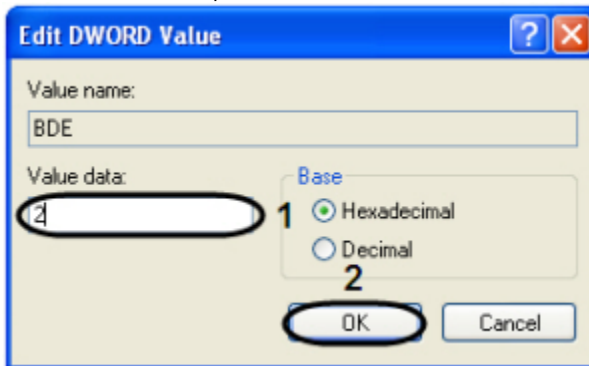 Edit DWORD Value
Value name:
BDE
Value data:
Base
2
1
Hexadecimal
Decimal
2
OK
Cancel